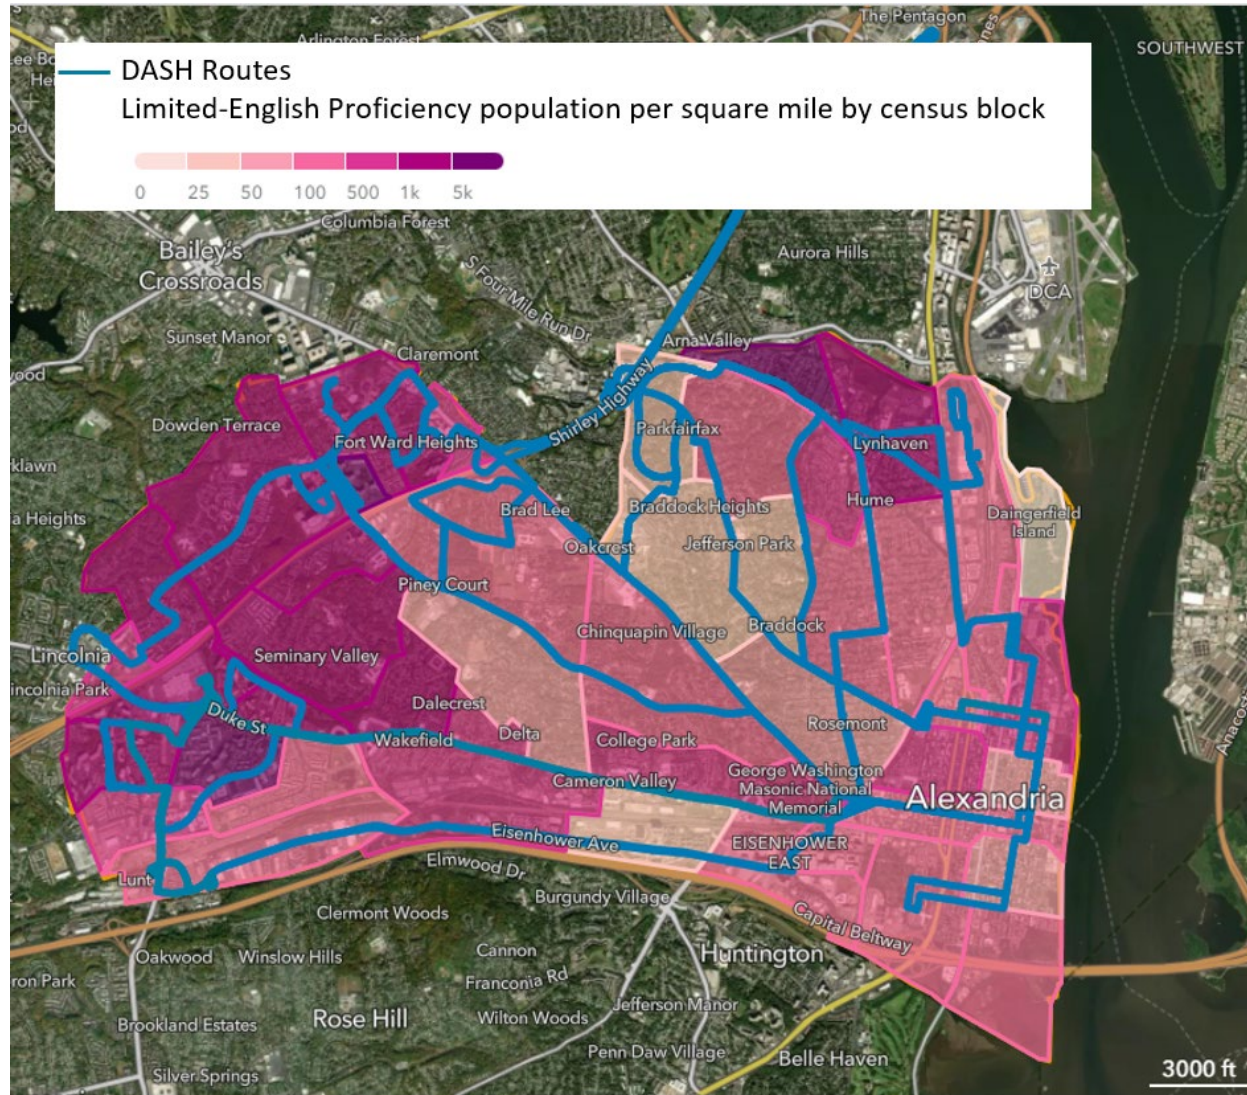 The Pentagon
SOUTHWEST
Arlington Forest
DASH Routes
Limited-English Proficiency population per square mile by census block
0 25 50 100 500 1k 5k
Columbia Forest
Bailey's
Crossroads
Aurora Hills
S Four Mile Run Dr
DCA
Sunset Manor
Arna Valley
Claremont
Shirley Highway
Dowden Terrace
Fort Ward Heights
Parkfairfax
Lynhaven
Brad Lee
Braddock Heights
Hume
Daingerfield
Island
a Heights
Oakcrest
Jefferson Park
Piney Court
Chinquapin Village
Braddock
Lincolnia
Seminary Valley
incolnia Park
Dalecrest
Duke St
Wakefield
Delta
College Park
Rosemont
Cameron Valley
George Washington
Masonic National
Memorial
Alexandria
Eisenhower Ave
EISENHOWER
EAST
Elmwood Dr
Lunt
Burgundy Village
Clermont Woods
Capital Beltway
Oakwood
Winslow Hills
Cannon
Huntington
Franconia Rd
ron Park
Rose Hill
Wilton Woods
Jefferson Manor
Brookland Estates
Penn Daw Village
Belle Haven
Silver Springs
3000 ft